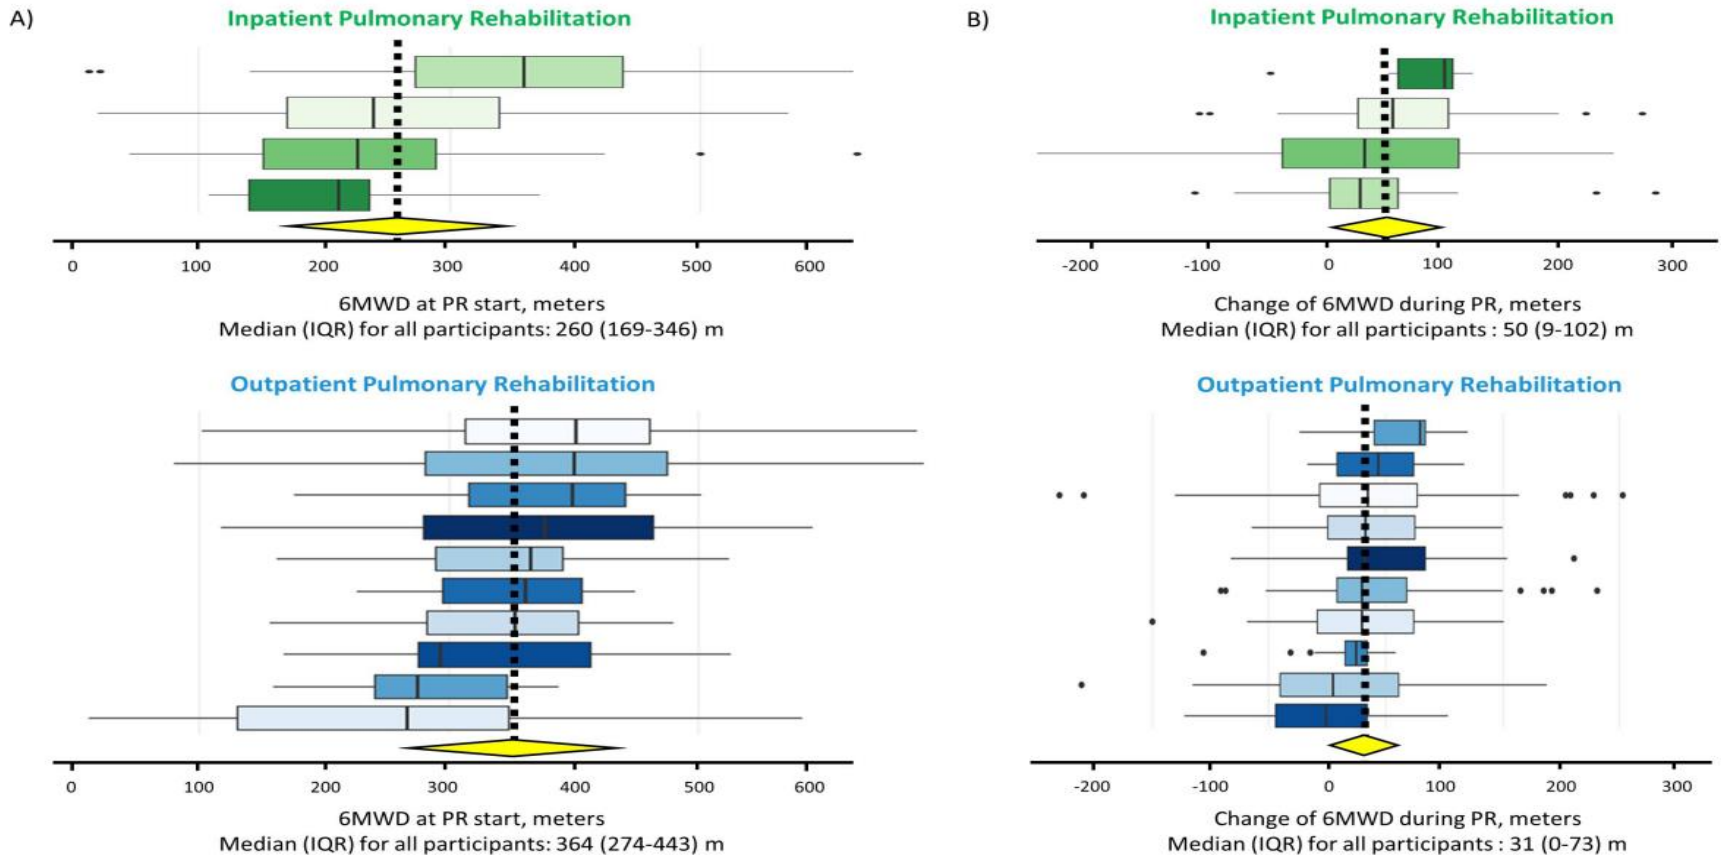 A)
Inpatient Pulmonary Rehabilitation
0 100 200 300 400 500 600
6MWD at PR start, meters
Median (IQR) for all participants: 260 (169-346) m
Outpatient Pulmonary Rehabilitation
0 100 200 300 400 500 600
6MWD at PR start, meters
Median (IQR) for all participants: 364 (274-443) m
B)
Inpatient Pulmonary Rehabilitation
-200 -100 0 100 200 300
Change of 6MWD during PR, meters
Median (IQR) for all participants : 50 (9-102) m
Outpatient Pulmonary Rehabilitation
-200 -100 0 100 200 300
Change of 6MWD during PR, meters
Median (IQR) for all participants : 31 (0-73) m